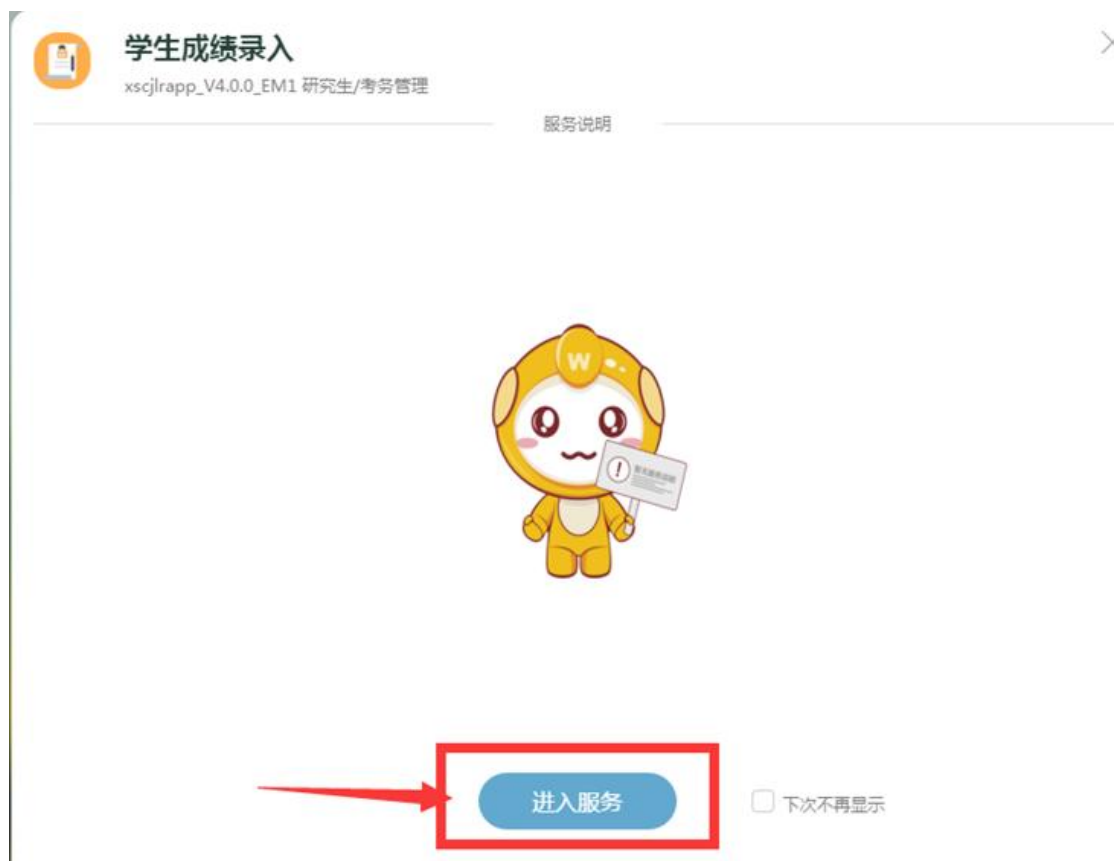 学生成绩录入
xscjlrapp_V4.0.0_EM1 研究生/考务管理
服务说明
W
!
进入服务
下次不再显示